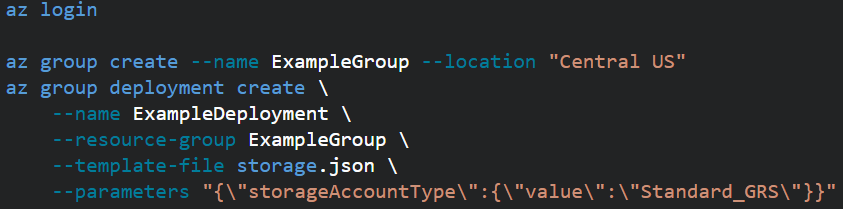 az login
az group create --name ExampleGroup --location "Central US"
az group deployment create \
--name ExampleDeployment \
--resource-group ExampleGroup \
--template-file storage.json \
--parameters "{\"storageAccountType\":{\"value\":\"Standard_GRS\"}}"